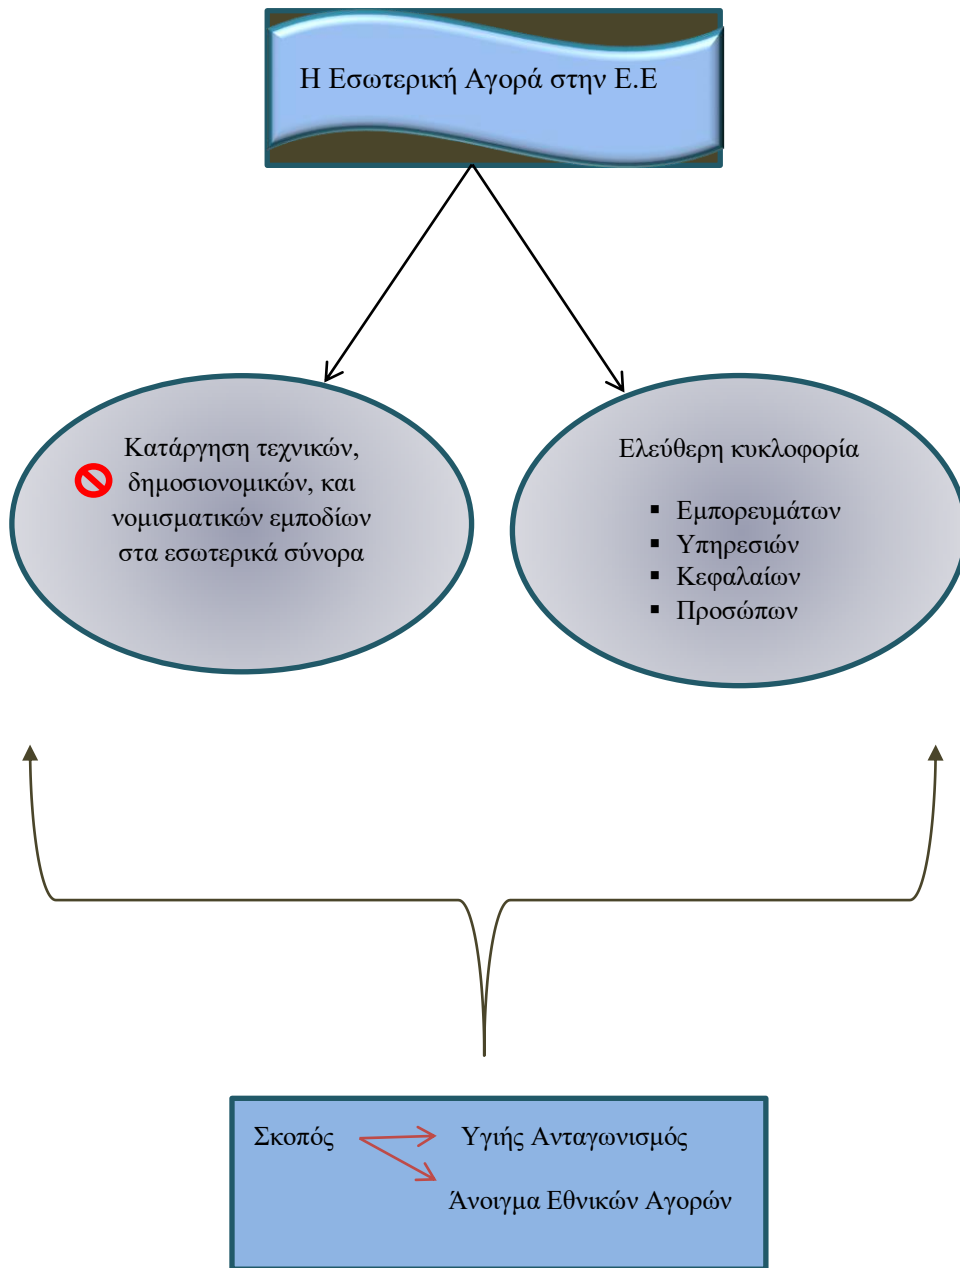 Η Εσωτερική Αγορά στην Ε.Ε
Κατάργηση τεχνικών,
δημοσιονομικών, και
νομισματικών εμποδίων
στα εσωτερικά σύνορα
Ελεύθερη κυκλοφορία
▪ Εμπορευμάτων
▪ Υπηρεσιών
▪ Κεφαλαίων
▪ Προσώπων
Σκοπός Υγιής Ανταγωνισμός
Άνοιγμα Εθνικών Αγορών